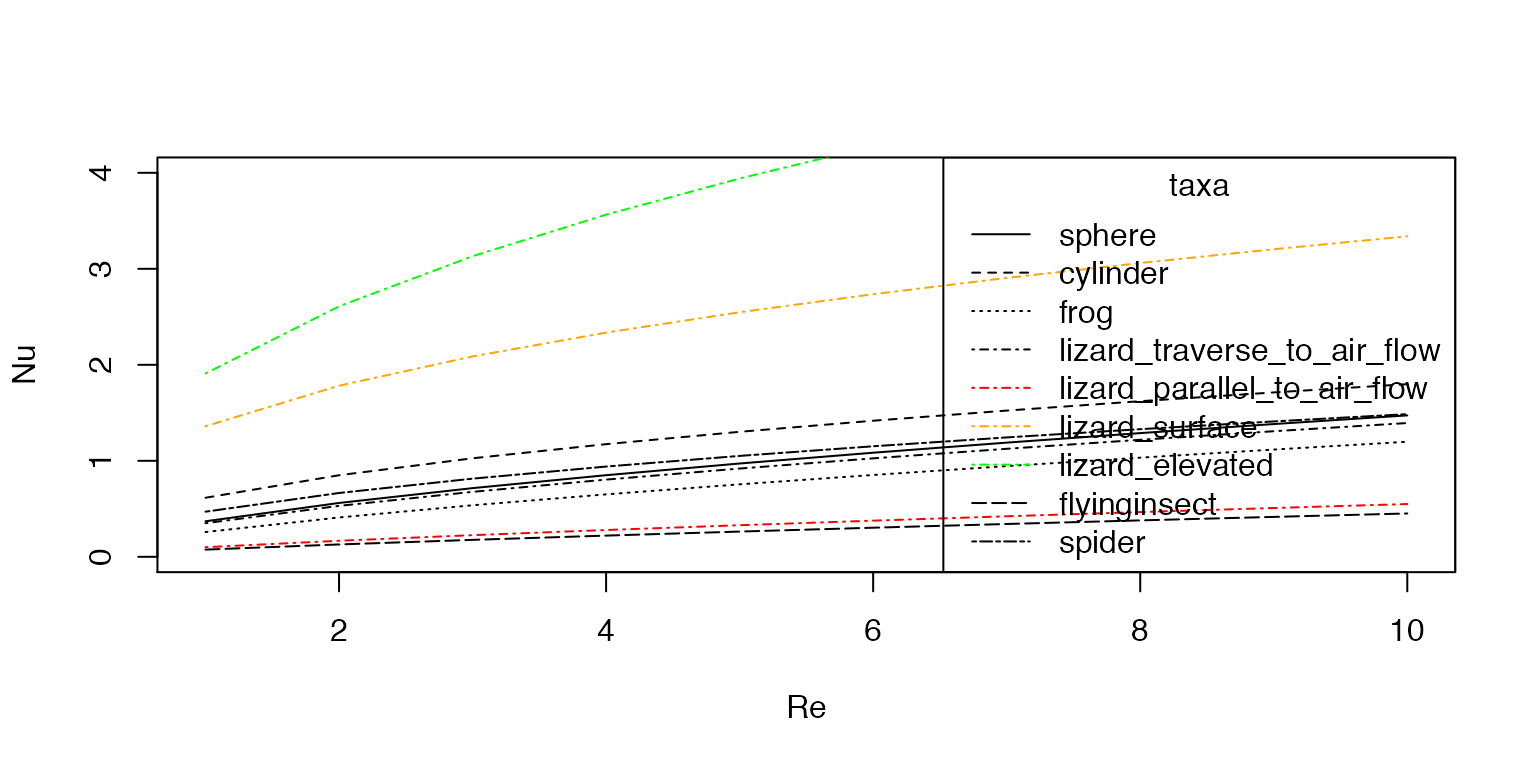 4
3
2
1
0
Nu
taxa
sphere
cylinder
frog
lizard_traverse_to_air_flow
lizard_parallel_to_air_flow
lizard_surface
lizard_elevated
flyinginsect
spider
2 4 6 8 10
Re